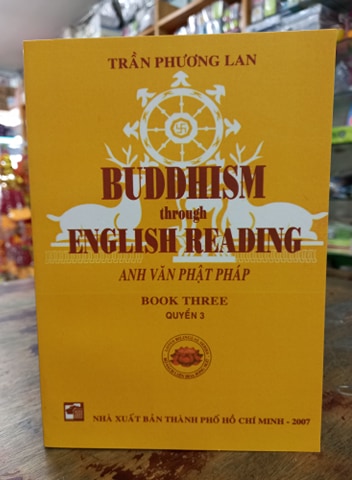 TRẦN PHƯƠNG LAN
BUDDHISM
through
ENGLISH READING
ANH VĂN PHẬT PHÁP
BOOK THREE
QUYỂN 3
NHÀ XUẤT BẢN THÀNH PHỐ HỒ CHÍ MINH - 2007